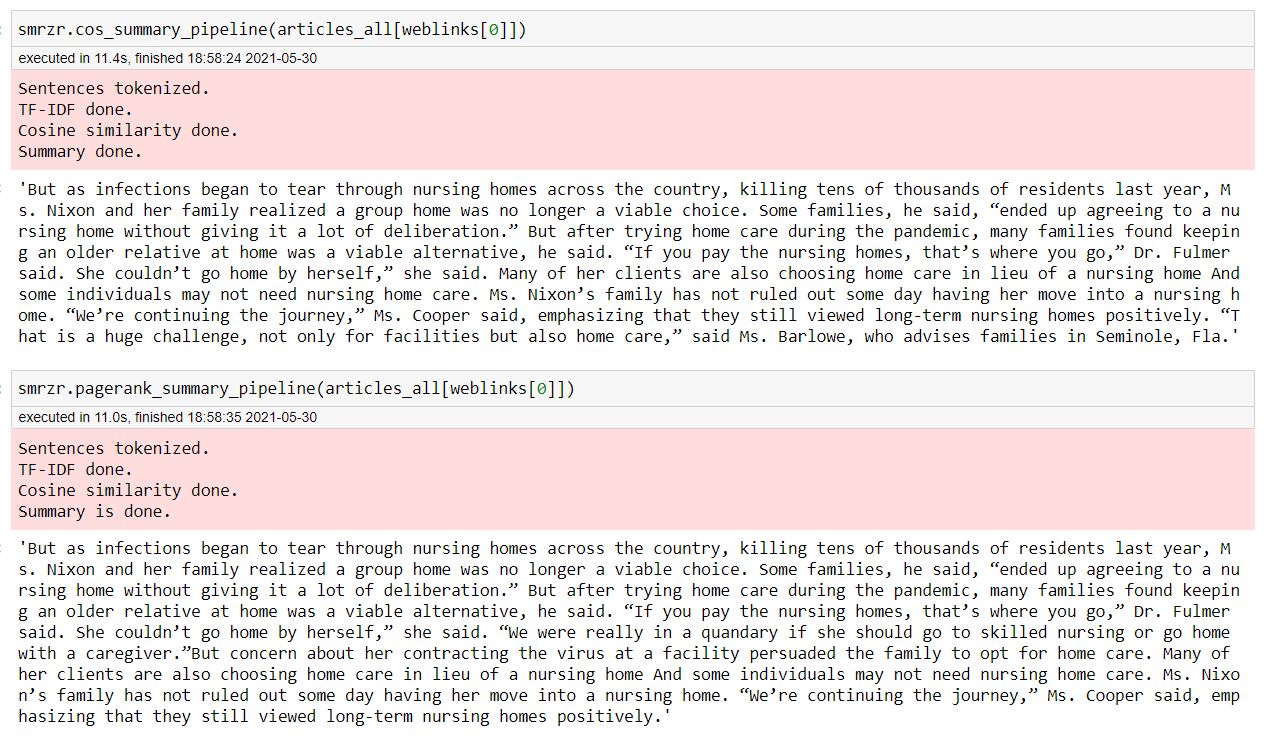 smrzr.cos_summary_pipeline(articles_all[weblinks[0]])
executed in 11.4s, finished 18:58:24 2021-05-30
Sentences tokenized.
TF-IDF done.
Cosine similarity done.
Summary done.
'But as infections began to tear through nursing homes across the country, killing tens of thousands of residents last year, M
s. Nixon and her family realized a group home was no longer a viable choice. Some families, he said, “ended up agreeing to a nu
rsing home without giving it a lot of deliberation.” But after trying home care during the pandemic, many families found keepin
g an older relative at home was a viable alternative, he said. “If you pay the nursing homes, that’s where you go,” Dr. Fulmer
said. She couldn’t go home by herself,” she said. Many of her clients are also choosing home care in lieu of a nursing home And
some individuals may not need nursing home care. Ms. Nixon’s family has not ruled out some day having her move into a nursing h
ome. “We’re continuing the journey,” Ms. Cooper said, emphasizing that they still viewed long-term nursing homes positively. “T
hat is a huge challenge, not only for facilities but also home care,” said Ms. Barlowe, who advises families in Seminole, Fla.'
smrzr.pagerank_summary_pipeline(articles_all[weblinks[0]])
executed in 11.0s, finished 18:58:35 2021-05-30
Sentences tokenized.
TF-IDF done.
Cosine similarity done.
Summary is done.
'But as infections began to tear through nursing homes across the country, killing tens of thousands of residents last year, M
s. Nixon and her family realized a group home was no longer a viable choice. Some families, he said, “ended up agreeing to a nu
rsing home without giving it a lot of deliberation.” But after trying home care during the pandemic, many families found keepin
g an older relative at home was a viable alternative, he said. “If you pay the nursing homes, that’s where you go,” Dr. Fulmer
said. She couldn’t go home by herself,” she said. “We were really in a quandary if she should go to skilled nursing or go home
with a caregiver.”But concern about her contracting the virus at a facility persuaded the family to opt for home care. Many of
her clients are also choosing home care in lieu of a nursing home And some individuals may not need nursing home care. Ms. Nixo
n’s family has not ruled out some day having her move into a nursing home. “We’re continuing the journey,” Ms. Cooper said, emp
hasizing that they still viewed long-term nursing homes positively.'